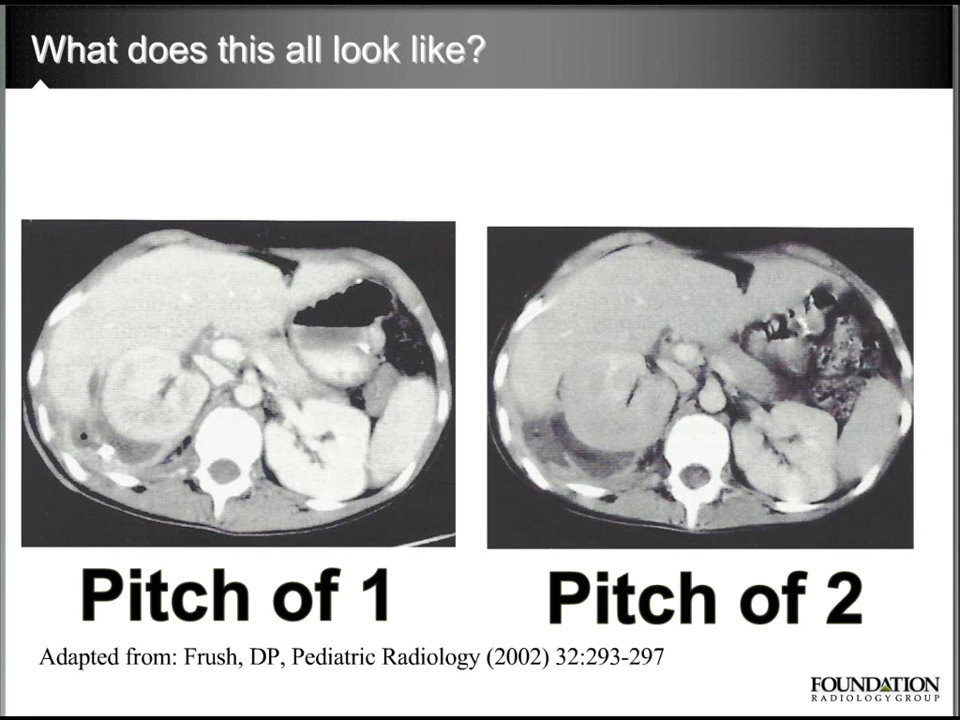 What does this all look like?
Pitch of 1
Pitch of 2
Adapted from: Frush, DP, Pediatric Radiology (2002) 32:293-297
FOUNDATION
RADIOLOGY GROUP